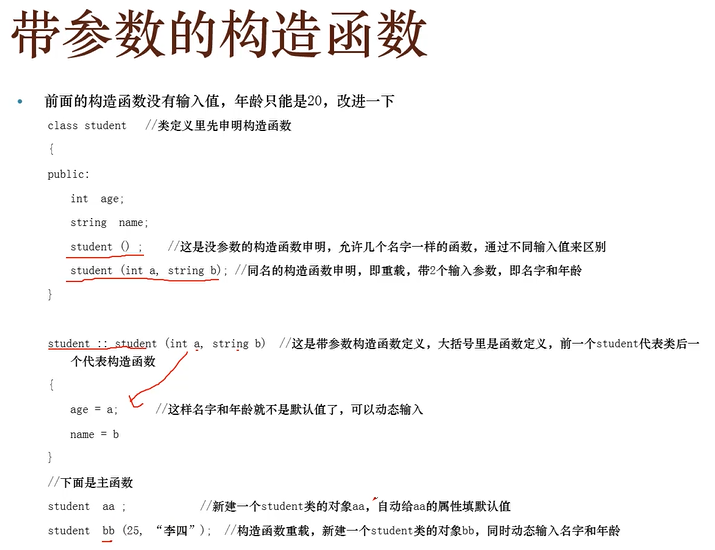 带参数的构造函数
• 前面的构造函数没有输入值，年龄只能是20，改进一下
class student //类定义里先申明构造函数
{
public:
int age;
string name;
student () ; //这是没参数的构造函数申明，允许几个名字一样的函数，通过不同输入值来区别
student (int a, string b); //同名的构造函数申明，即重载，带2个输入参数，即名字和年龄
}
student :: student (int a, string b) //这是带参数构造函数定义，大括号里是函数定义，前一个student代表类后一
个代表构造函数
{
age = a; //这样名字和年龄就不是默认值了，可以动态输入
name = b
}
//下面是主函数
student aa ; //新建一个student类的对象aa，自动给aa的属性填默认值
student bb (25, “李四”); //构造函数重载，新建一个student类的对象bb，同时动态输入名字和年龄